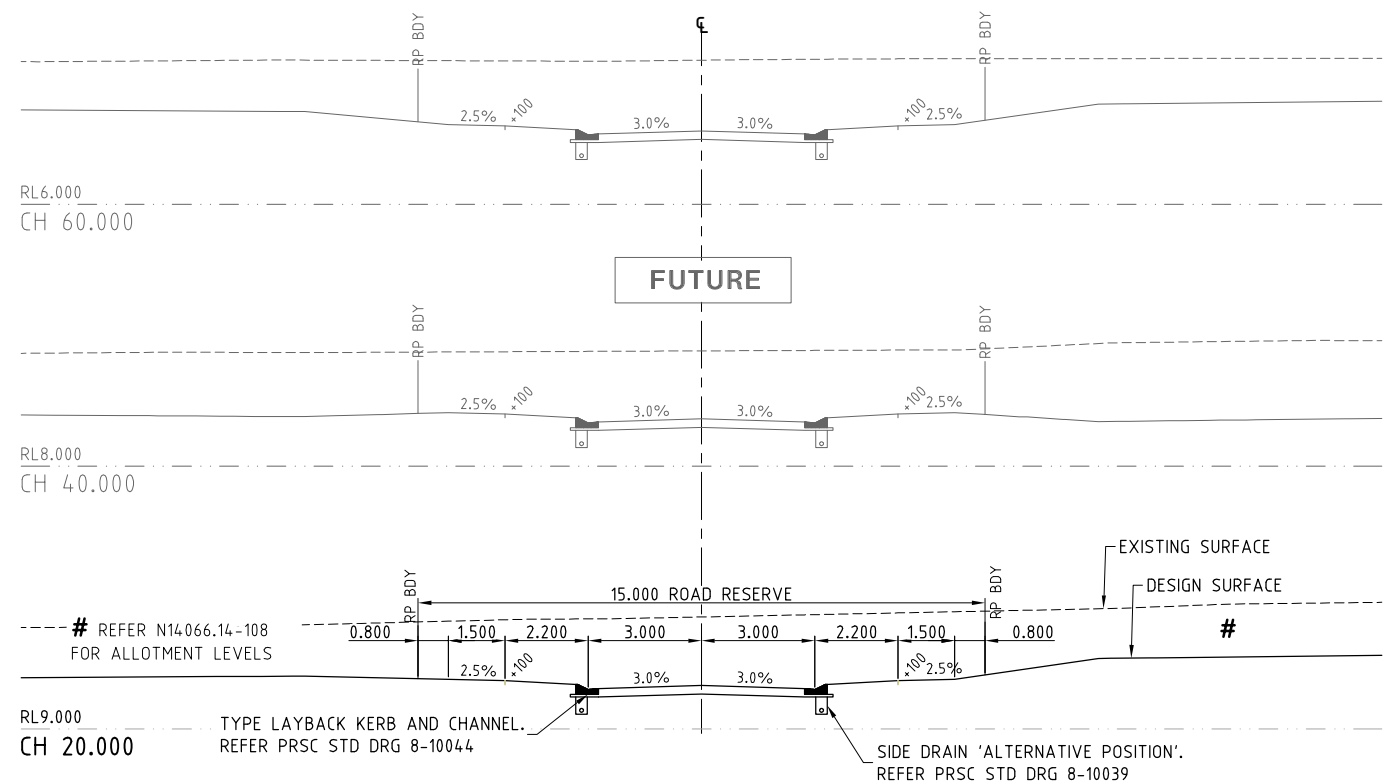 ℄
RP BDY
RP BDY
2.5%
+100
3.0%
3.0%
+100
2.5%
RL6.000
CH 60.000
FUTURE
RP BDY
RP BDY
2.5%
+100
3.0%
3.0%
+100
2.5%
RL8.000
CH 40.000
EXISTING SURFACE
DESIGN SURFACE
RP BDY
15.000 ROAD RESERVE
RP BDY
# REFER N14066.14-108
FOR ALLOTMENT LEVELS
0.800 1.500 2.200 3.000 3.000 2.200 1.500 0.800
#
2.5%
+100
3.0%
3.0%
+100
2.5%
RL9.000
CH 20.000
TYPE LAYBACK KERB AND CHANNEL.
REFER PRSC STD DRG 8-10044
SIDE DRAIN 'ALTERNATIVE POSITION'.
REFER PRSC STD DRG 8-10039